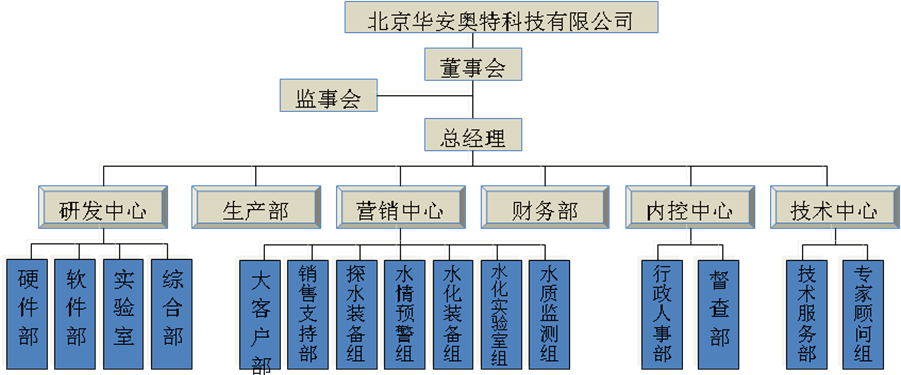 北京华安奥特科技有限公司
董事会
监事会
总经理
研发中心
生产部
营销中心
财务部
内控中心
技术中心
硬件部
软件部
实验室
综合部
大客户部
销售支持部
探水装备组
水情预警组
水化装备组
水化实验室组
水质监测组
行政人事部
督查部
技术服务部
专家顾问组